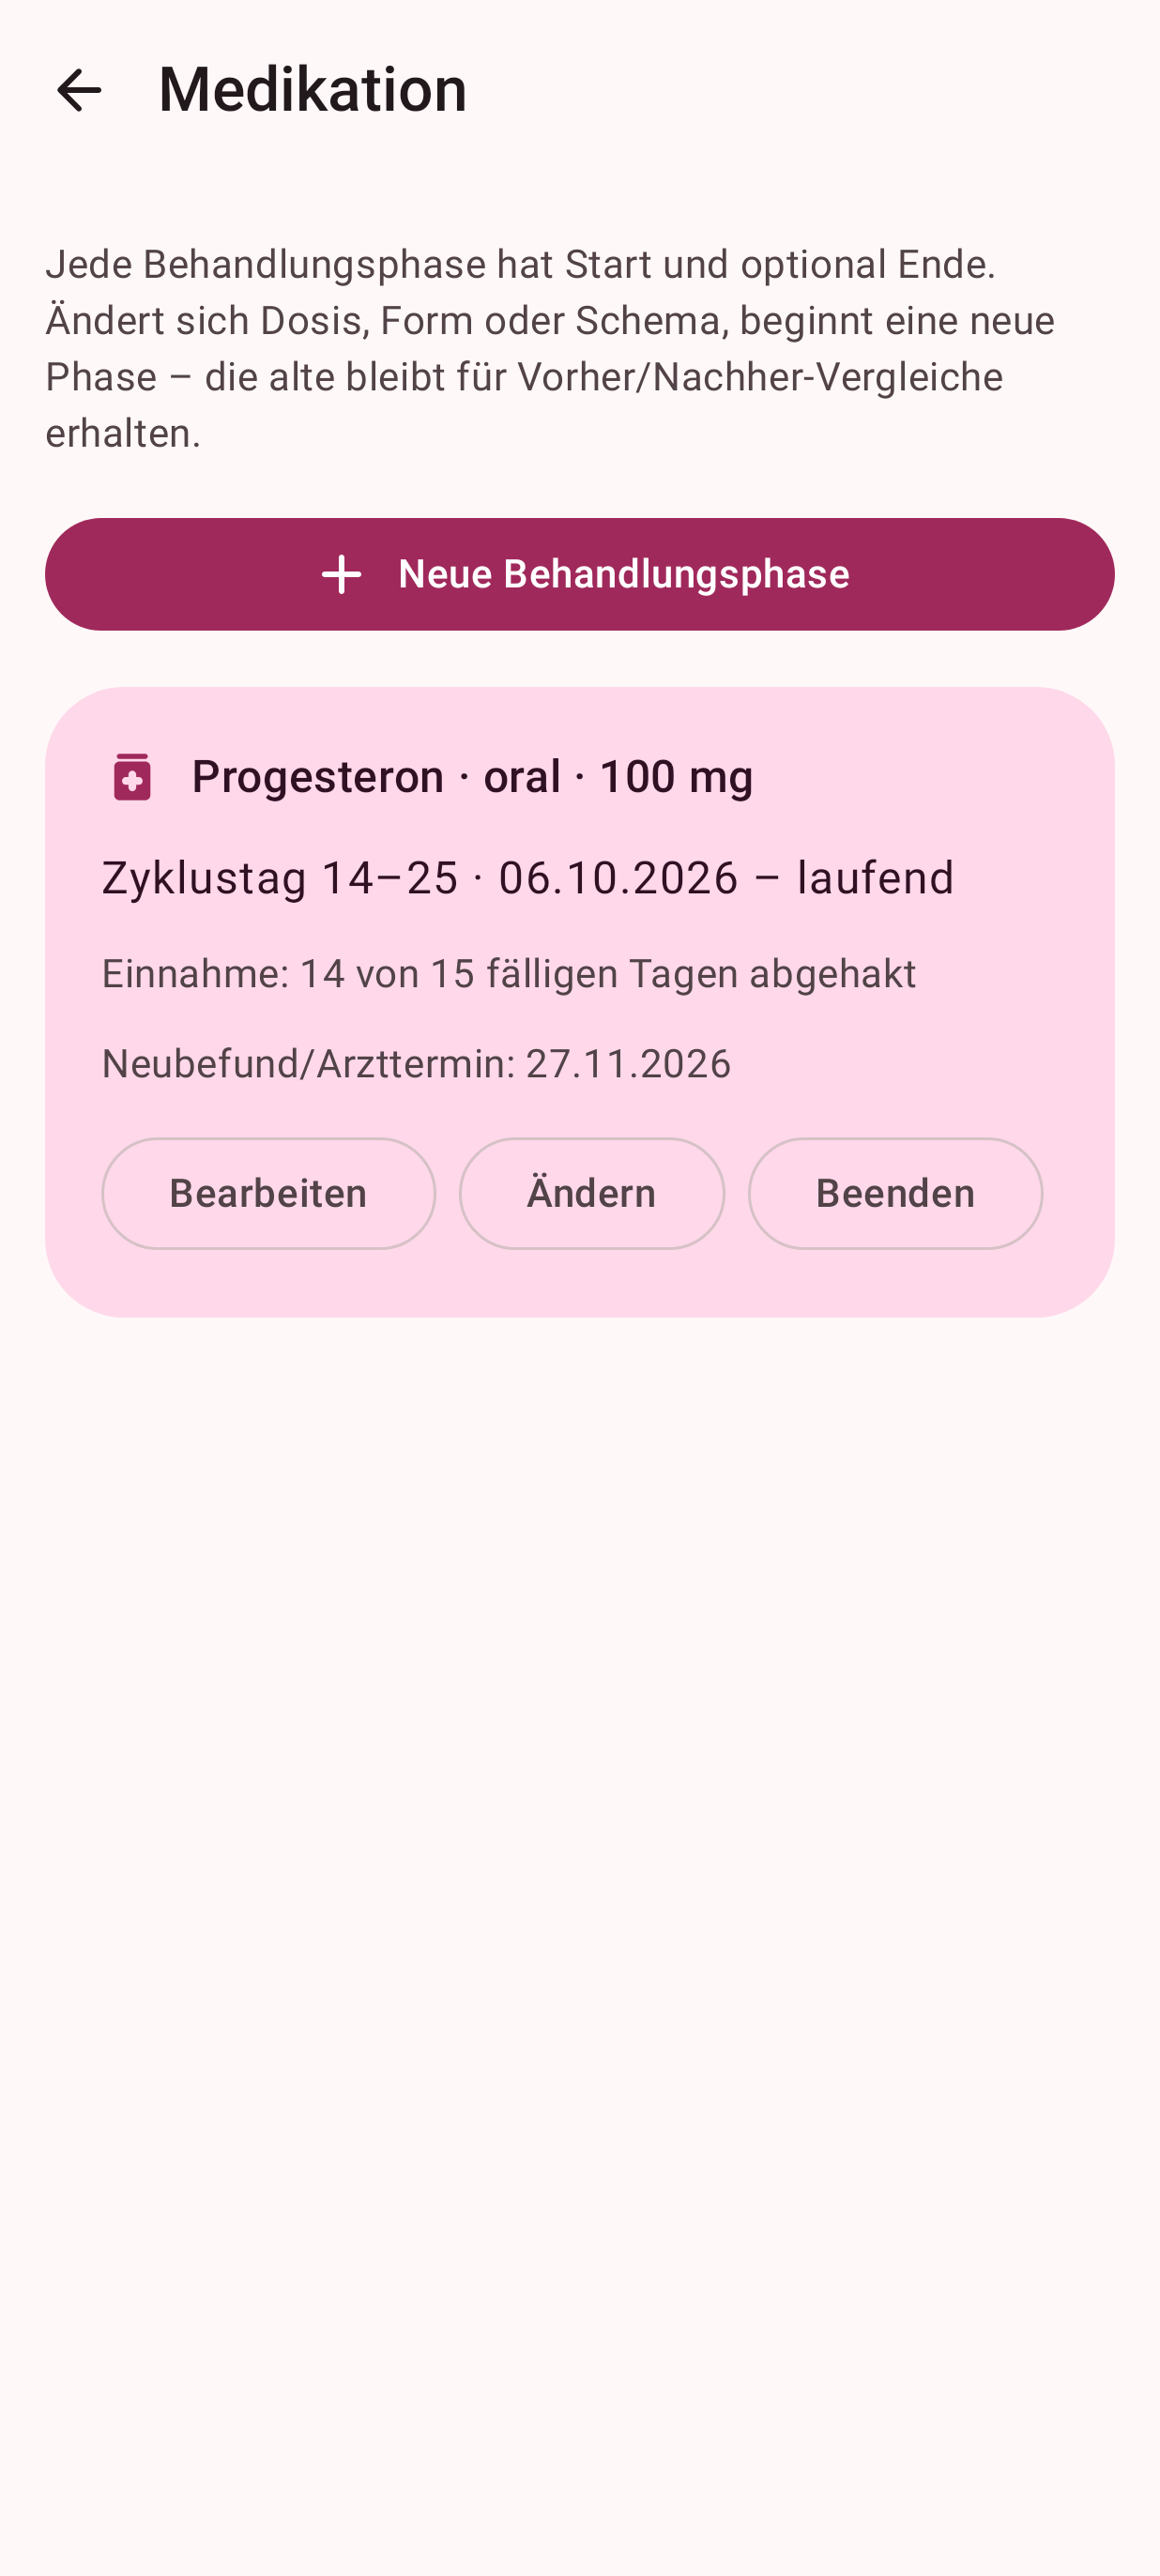 Medikation
Jede Behandlungsphase hat Start und optional Ende.
Ändert sich Dosis, Form oder Schema, beginnt eine neue
Phase – die alte bleibt für Vorher/Nachher-Vergleiche
erhalten.
Neue Behandlungsphase
Progesteron · oral · 100 mg
Zyklustag 14–25 · 06.10.2026 – laufend
Einnahme: 14 von 15 fälligen Tagen abgehakt
Neubefund/Arzttermin: 27.11.2026
Bearbeiten Ändern Beenden